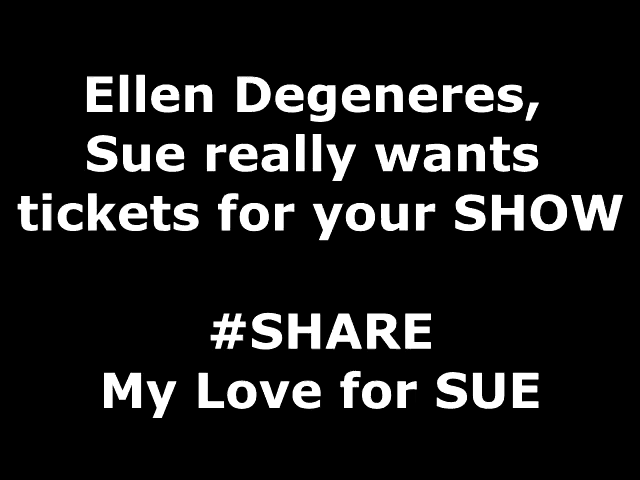 Ellen Degeneres,
Sue really wants
tickets for your SHOW
#SHARE
My Love for SUE